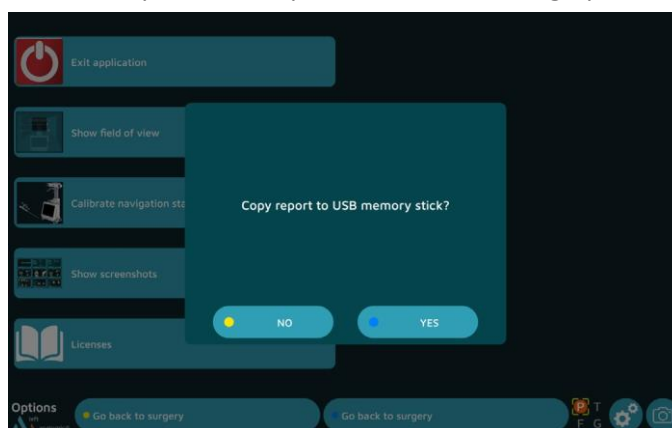 Exit application
Show field of view
Calibrate navigation sta
Copy report to USB memory stick?
Show screenshots
NO
YES
Licenses
Options
Go back to surgery
Go back to surgery
P T
F G